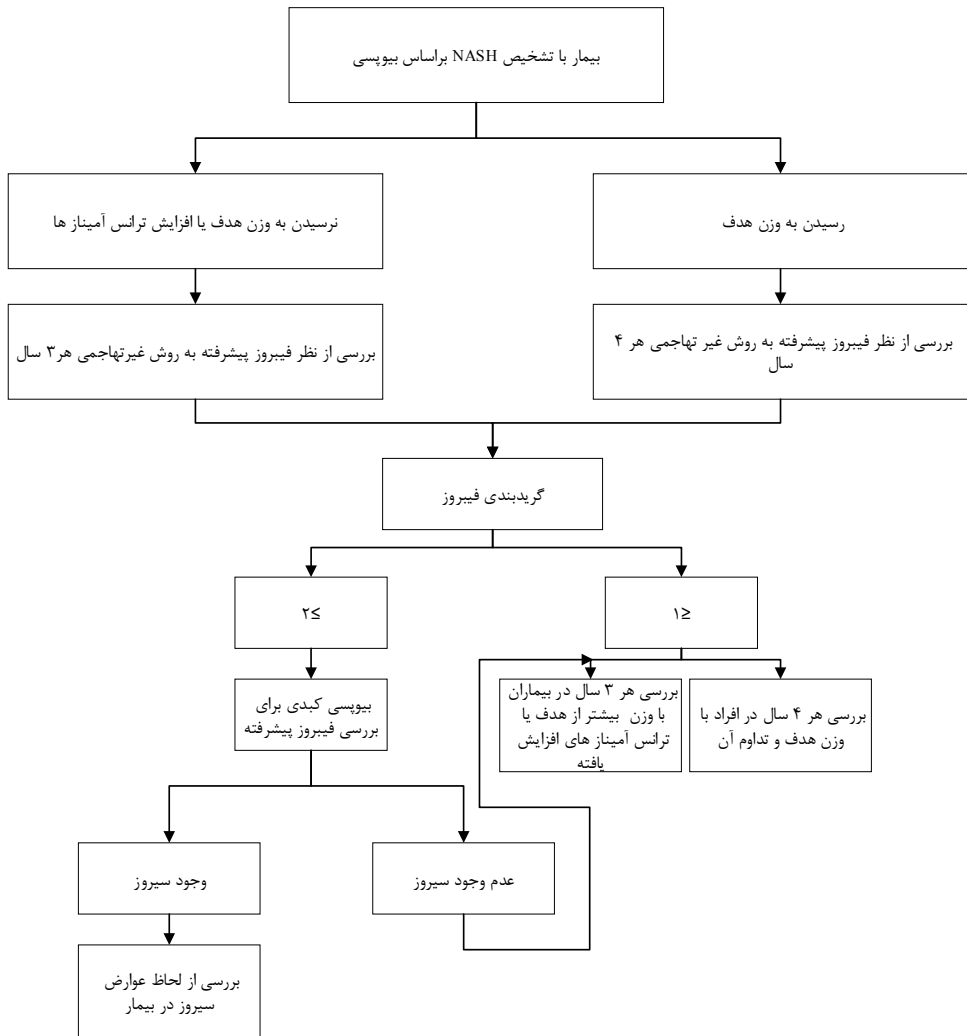 بیمار با تشخیص NASH براساس بیوپسی
رسیدن به وزن هدف
نرسیدن به وزن هدف یا افزایش ترانس آمیناز ها
بررسی از نظر فیبروز پیشرفته به روش غیر تهاجمی هر ۴
سال
بررسی از نظر فیبروز پیشرفته به روش غیرتهاجمی هر۳ سال
گریدبندی فیبروز
۱≥
۲≤
بررسی هر ۴ سال در افراد با
وزن هدف و تداوم آن
بررسی هر ۳ سال در بیماران
با وزن بیشتر از هدف یا
ترانس آمیناز های افزایش
یافته
بیوپسی کبدی برای
بررسی فیبروز پیشرفته
عدم وجود سیروز
وجود سیروز
بررسی از لحاظ عوارض
سیروز در بیمار